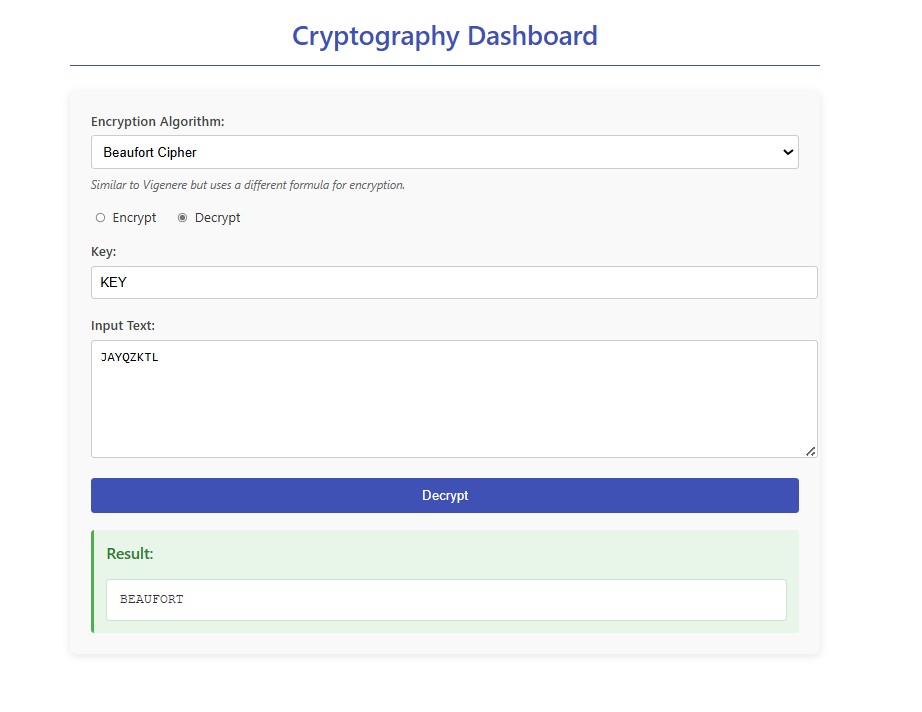 Cryptography Dashboard
Encryption Algorithm:
Beaufort Cipher
Similar to Vigenere but uses a different formula for encryption.
Encrypt Decrypt
Key:
KEY
Input Text:
JAYQZKTL
Decrypt
Result:
BEAUFORT